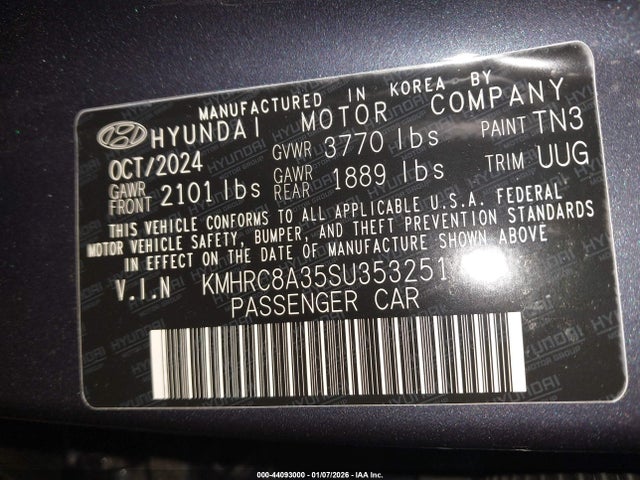 MANUFACTURED IN KOREA BY
HYUNDAI MOTOR COMPANY
OCT/2024 GVWR 3770 lbs PAINT TN3
GAWR FRONT 2101 lbs GAWR REAR 1889 lbs TRIM UUG
THIS VEHICLE CONFORMS TO ALL APPLICABLE U.S.A. FEDERAL
MOTOR VEHICLE SAFETY, BUMPER, AND THEFT PREVENTION STANDARDS
IN EFFECT ON THE DATE OF MANUFACTURE SHOWN ABOVE
V.I.N KMHRC8A35SU353251
PASSENGER CAR
000-44093000 - 01/07/2026 - IAA Inc.